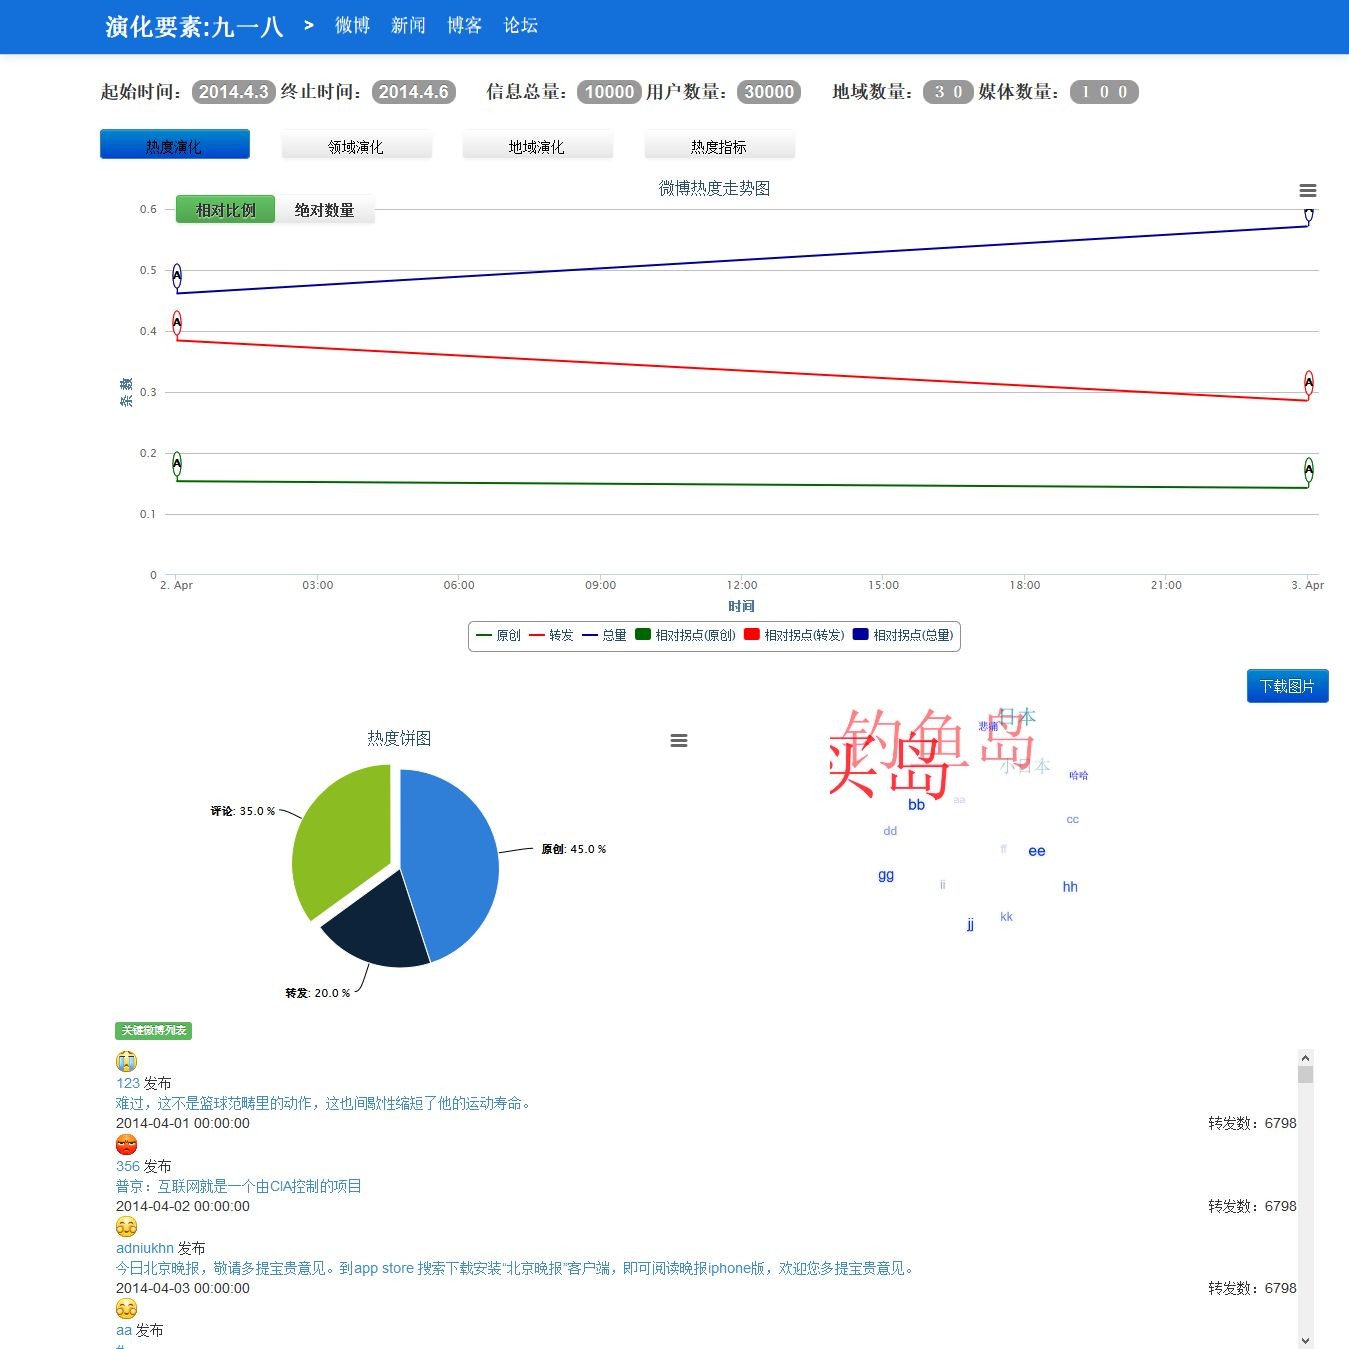 演化要素:九一八 > 微博 新闻 博客 论坛
起始时间： 2014.4.3 终止时间： 2014.4.6 信息总量： 10000 用户数量： 30000 地域数量： 30 媒体数量： 100
热度演化 领域演化 地域演化 热度指标
微博热度走势图
相对比例 绝对数量
0.6
0.5
0.4
0.3
0.2
0.1
0
A
A
A
A
A
A
条数
2. Apr 03:00 06:00 09:00 12:00 15:00 18:00 21:00 3. Apr
时间
原创 转发 总量 相对拐点(原创) 相对拐点(转发) 相对拐点(总量)
下载图片
热度饼图
评论: 35.0 %
原创: 45.0 %
转发: 20.0 %
钓鱼岛
日本
悲痛
买岛
小日本
哈哈
bb
aa
cc
dd
ff
ee
gg
ii
hh
jj
kk
关键微博列表
123 发布
难过，这不是篮球范畴里的动作，这也间歇性缩短了他的运动寿命。
2014-04-01 00:00:00 转发数：6798
356 发布
普京：互联网就是一个由CIA控制的项目
2014-04-02 00:00:00 转发数：6798
adniukhn 发布
今日北京晚报，敬请多提宝贵意见。到app store 搜索下载安装“北京晚报”客户端，即可阅读晚报iphone版，欢迎您多提宝贵意见。
2014-04-03 00:00:00 转发数：6798
aa 发布